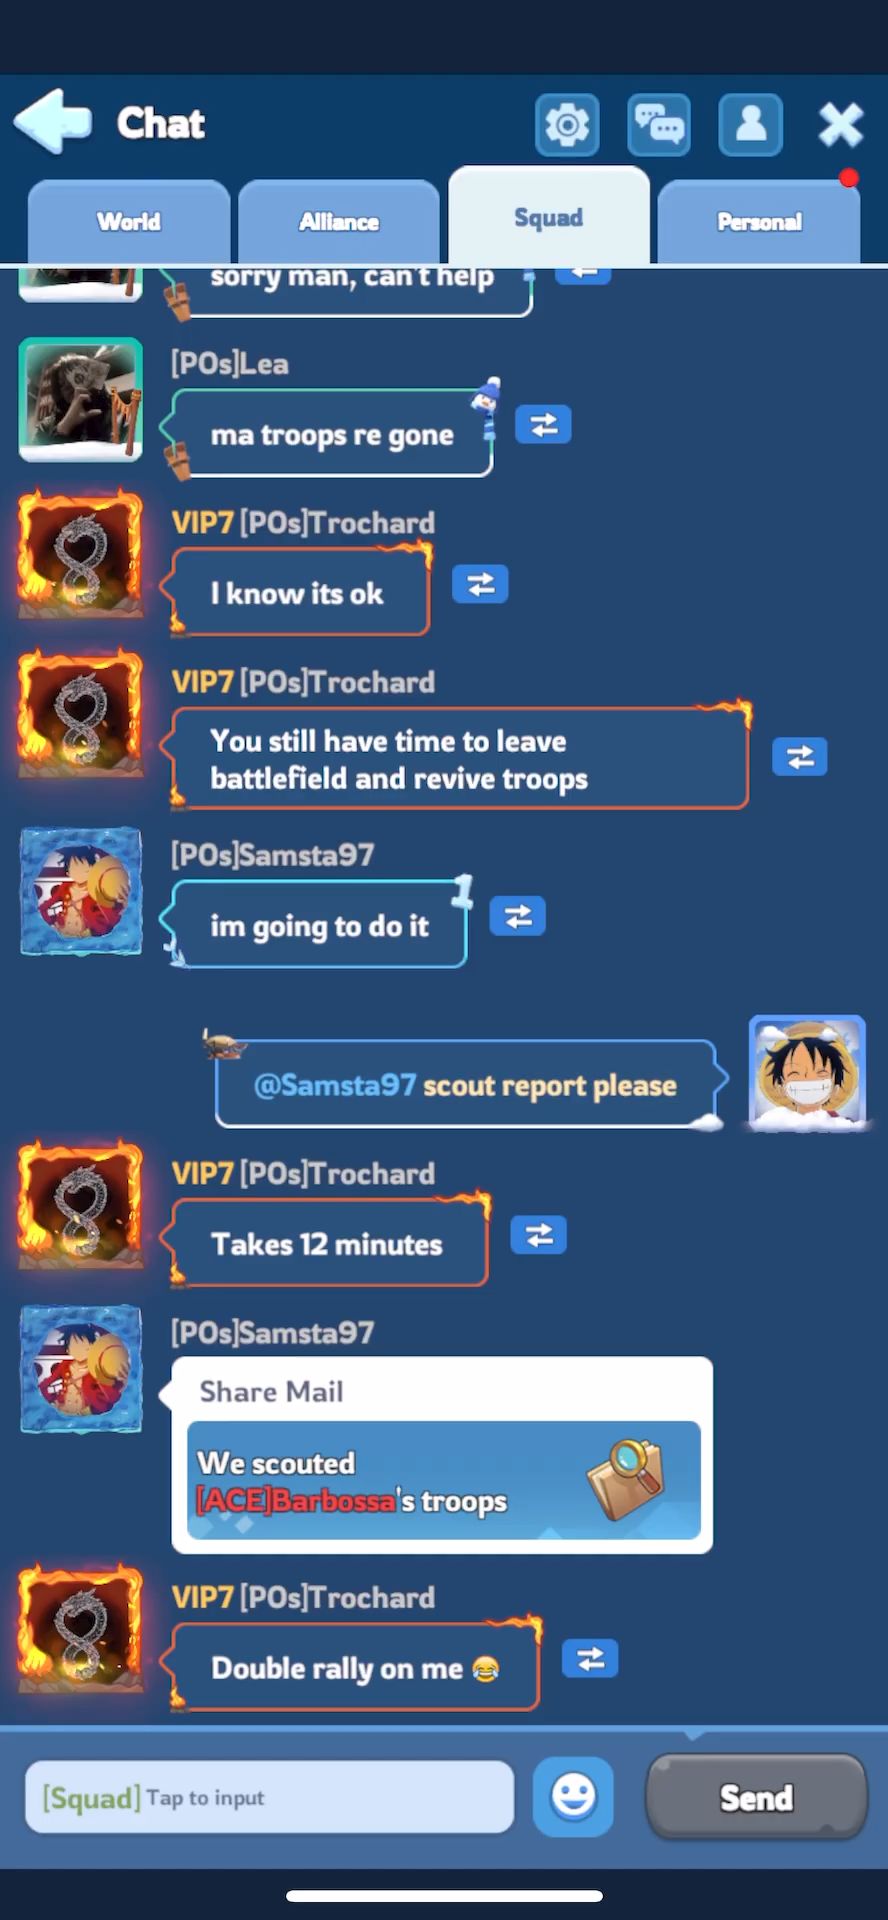 Chat
World
Alliance
Squad
Personal
sorry man, can't help
[POs]Lea
ma troops re gone
VIP7 [POs]Trochard
I know its ok
VIP7 [POs]Trochard
You still have time to leave
battlefield and revive troops
[POs]Samsta97
1
im going to do it
@Samsta97 scout report please
VIP7 [POs]Trochard
Takes 12 minutes
[POs]Samsta97
Share Mail
We scouted
[ACE]Barbossa's troops
VIP7 [POs]Trochard
Double rally on me 😂
[Squad] Tap to input
Send